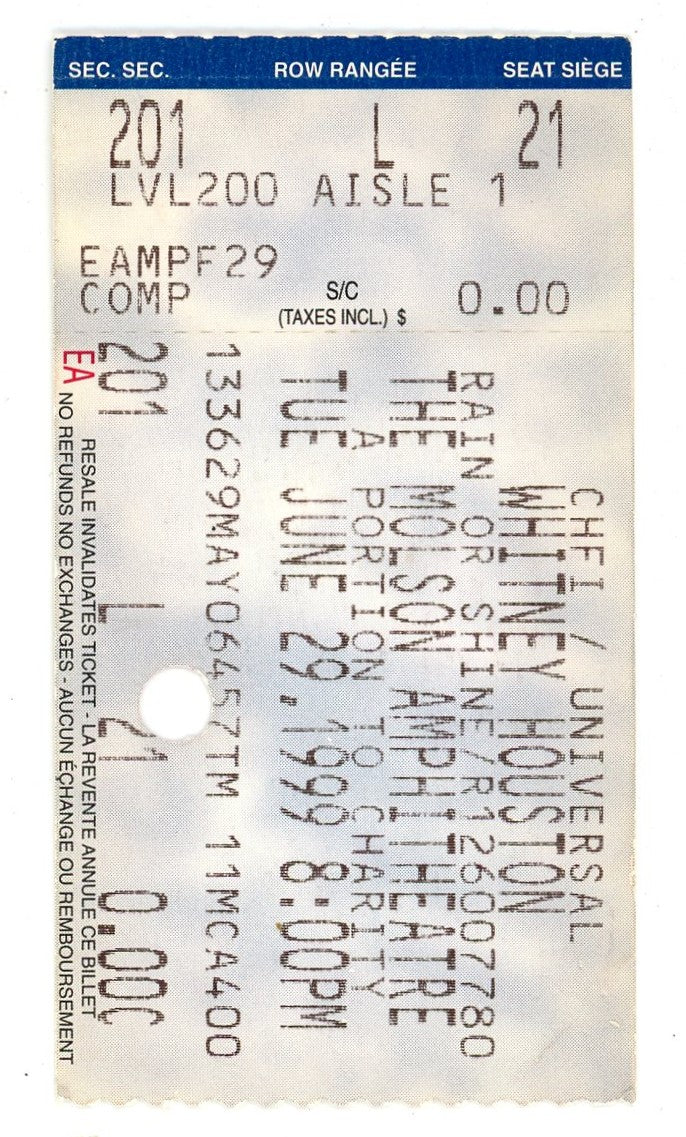 SEC. SEC. ROW RANGÉE SEAT SIÈGE
201 L 21
LVL200 AISLE 1
EAMPF29
COMP S/C (TAXES INCL.) $ 0.00
CHFI/UNIVERSAL
WHITNEY HOUSTON
RAIN OR SHINE/R126007780
THE MOLSON AMPHITHEATRE
A PORTION TO CHARITY
TUE JUNE 29,1999 8:00PM
133629MAY06457TM 11MCA400
201 L 21 0.00C
RESALE INVALIDATES TICKET - LA REVENTE ANNULE CE BILLET
EA NO REFUNDS NO EXCHANGES - AUCUN ÉCHANGE OU REMBOURSEMENT